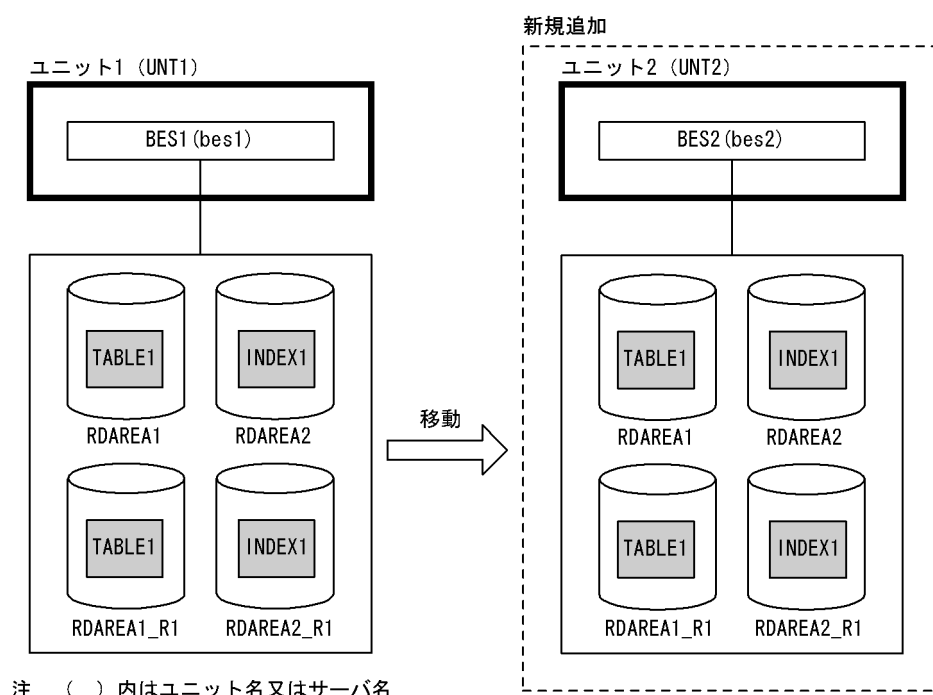 新規追加
ユニット1（UNT1）
ユニット2（UNT2）
BES1(bes1)
BES2(bes2)
TABLE1
INDEX1
TABLE1
INDEX1
RDAREA1
RDAREA2
移動
RDAREA1
RDAREA2
TABLE1
INDEX1
TABLE1
INDEX1
RDAREA1_R1
RDAREA2_R1
RDAREA1_R1
RDAREA2_R1
注　（　）内はユニット名又はサーバ名